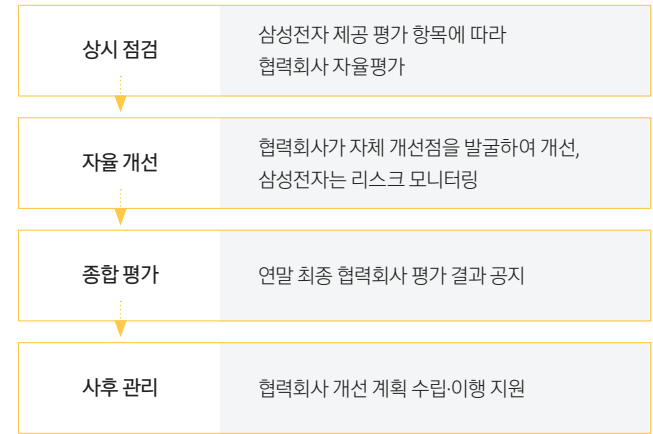 상시 점검
삼성전자 제공 평가 항목에 따라
협력회사 자율평가
자율 개선
협력회사가 자체 개선점을 발굴하여 개선,
삼성전자는 리스크 모니터링
종합 평가
연말 최종 협력회사 평가 결과 공지
사후 관리
협력회사 개선 계획 수립·이행 지원